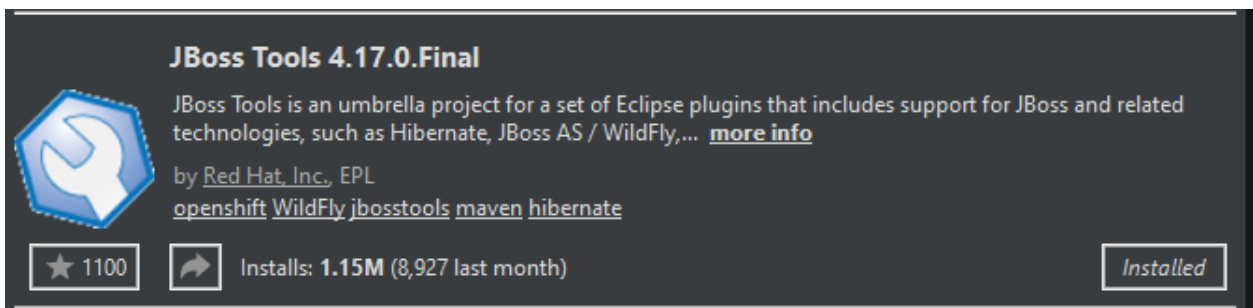 JBoss Tools 4.17.0.Final
JBoss Tools is an umbrella project for a set of Eclipse plugins that includes support for JBoss and related
technologies, such as Hibernate, JBoss AS / WildFly,... more info
by Red Hat, Inc., EPL
openshift WildFly jbosstools maven hibernate
1100 Installs: 1.15M (8,927 last month) Installed